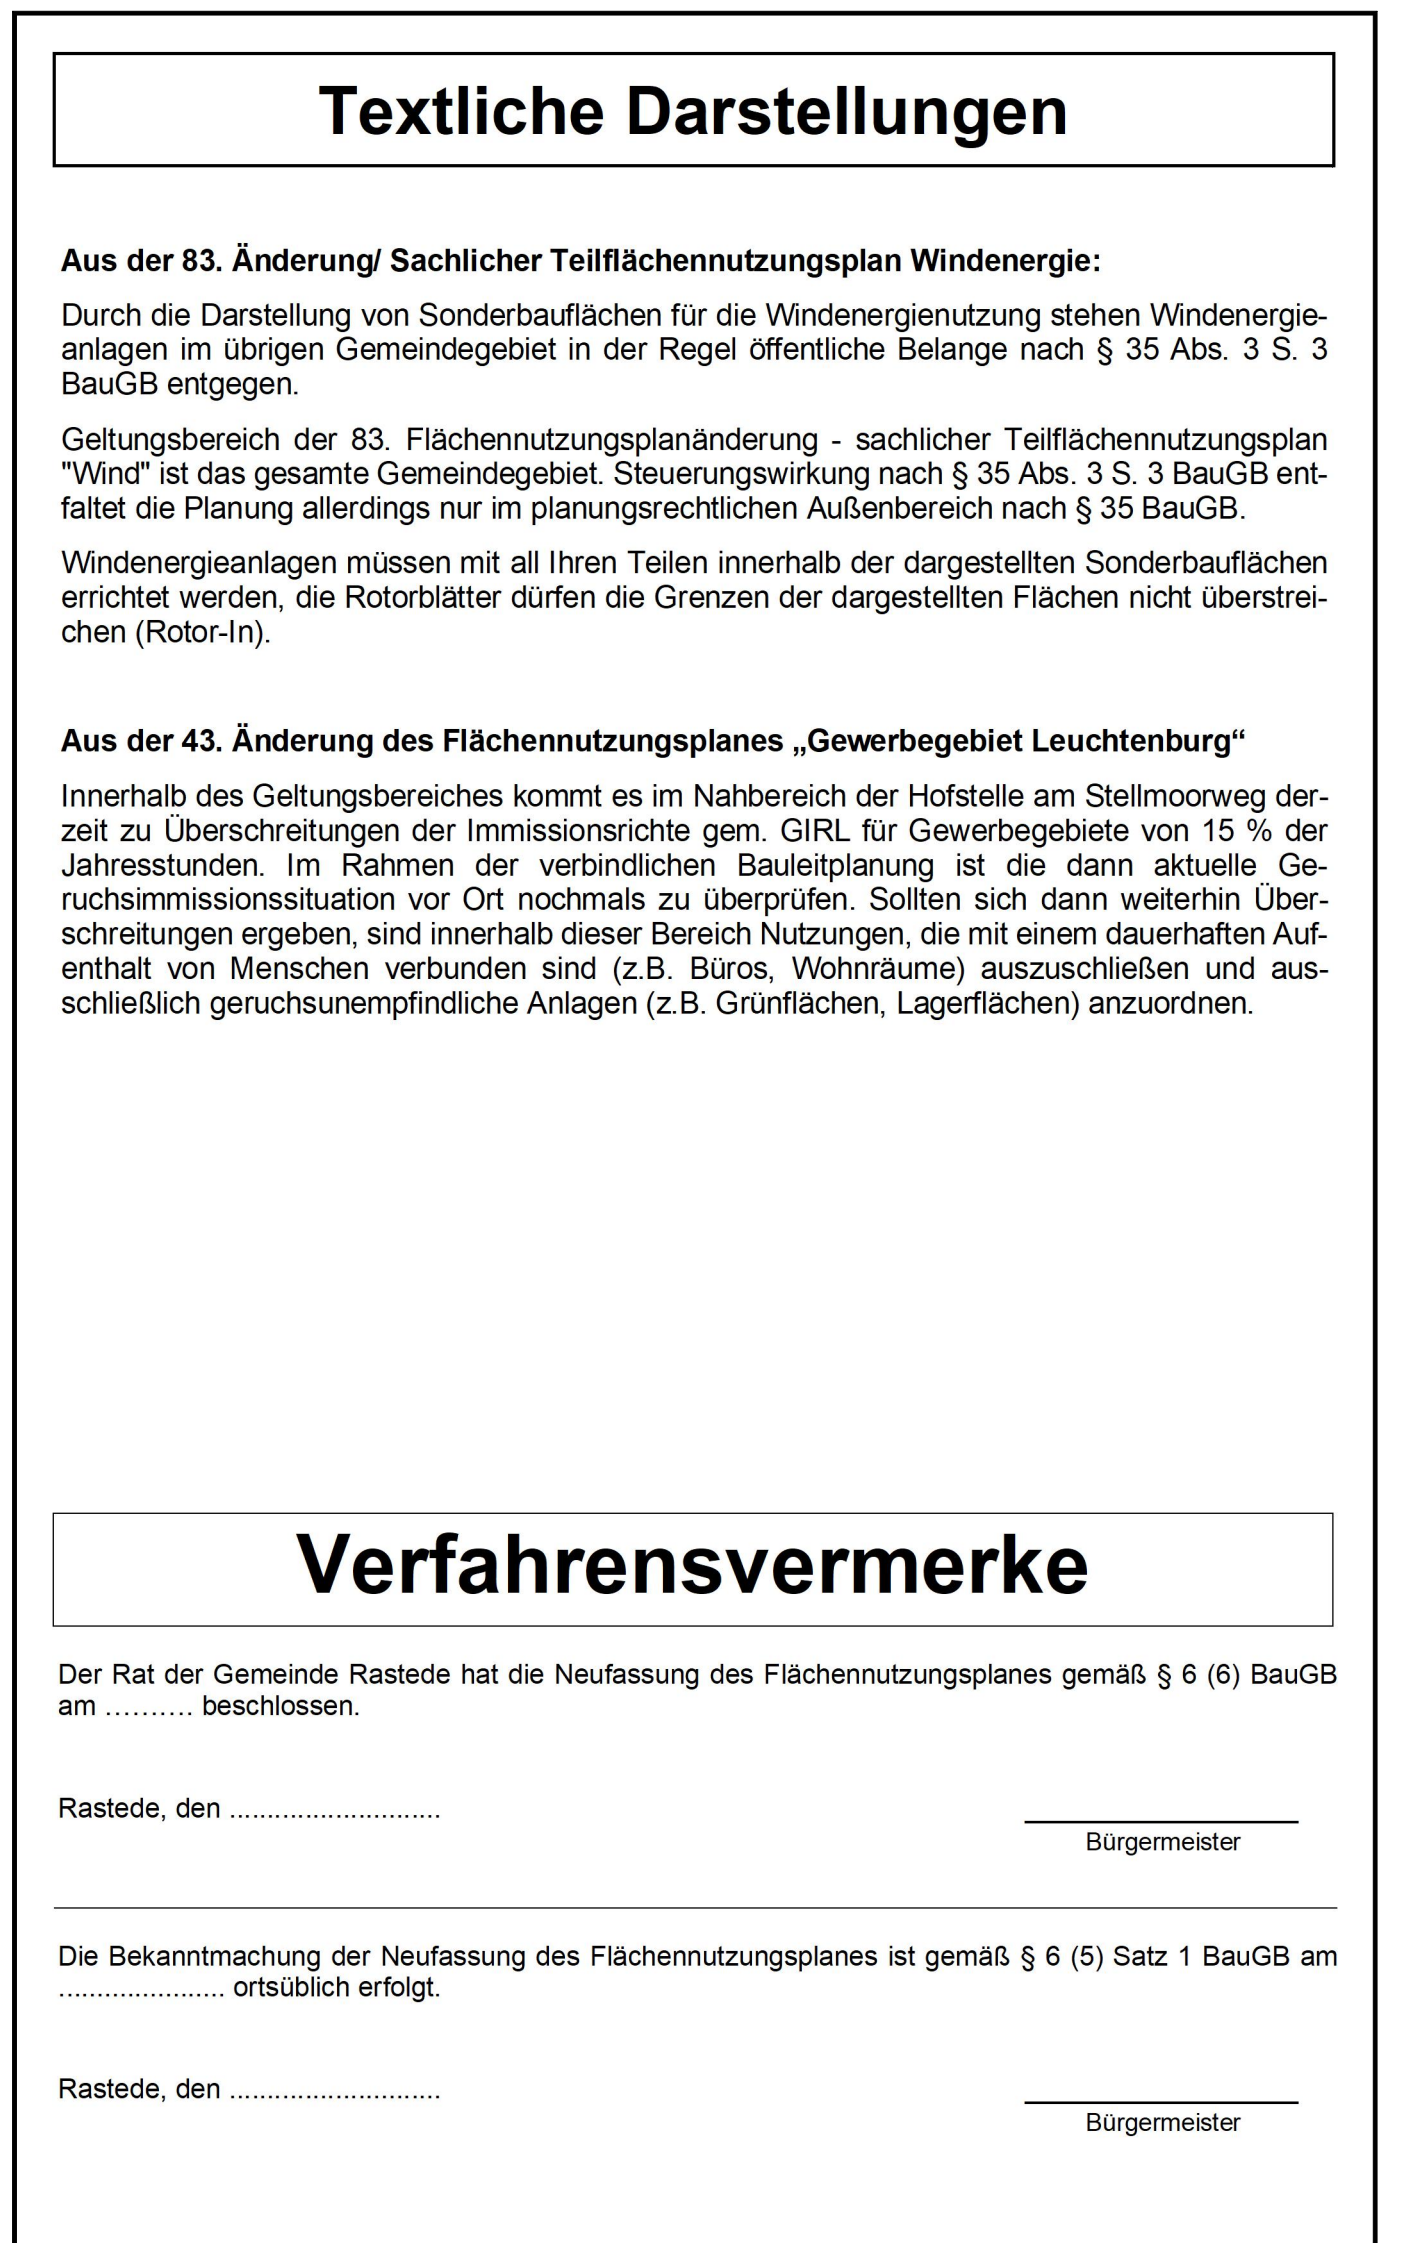 Textliche Darstellungen
Aus der 83. Änderung/ Sachlicher Teilflächennutzungsplan Windenergie:
Durch die Darstellung von Sonderbauflächen für die Windenergienutzung stehen Windenergie-
anlagen im übrigen Gemeindegebiet in der Regel öffentliche Belange nach § 35 Abs. 3 S. 3
BauGB entgegen.
Geltungsbereich der 83. Flächennutzungsplanänderung - sachlicher Teilflächennutzungsplan
"Wind" ist das gesamte Gemeindegebiet. Steuerungswirkung nach § 35 Abs. 3 S. 3 BauGB ent-
faltet die Planung allerdings nur im planungsrechtlichen Außenbereich nach § 35 BauGB.
Windenergieanlagen müssen mit all Ihren Teilen innerhalb der dargestellten Sonderbauflächen
errichtet werden, die Rotorblätter dürfen die Grenzen der dargestellten Flächen nicht überstrei-
chen (Rotor-In).
Aus der 43. Änderung des Flächennutzungsplanes „Gewerbegebiet Leuchtenburg“
Innerhalb des Geltungsbereiches kommt es im Nahbereich der Hofstelle am Stellmoorweg der-
zeit zu Überschreitungen der Immissionsrichte gem. GIRL für Gewerbegebiete von 15 % der
Jahresstunden. Im Rahmen der verbindlichen Bauleitplanung ist die dann aktuelle Ge-
ruchsimmissionssituation vor Ort nochmals zu überprüfen. Sollten sich dann weiterhin Über-
schreitungen ergeben, sind innerhalb dieser Bereich Nutzungen, die mit einem dauerhaften Auf-
enthalt von Menschen verbunden sind (z.B. Büros, Wohnräume) auszuschließen und aus-
schließlich geruchsunempfindliche Anlagen (z.B. Grünflächen, Lagerflächen) anzuordnen.
Verfahrensvermerke
Der Rat der Gemeinde Rastede hat die Neufassung des Flächennutzungsplanes gemäß § 6 (6) BauGB
am ………. beschlossen.
Rastede, den ............................
Bürgermeister
Die Bekanntmachung der Neufassung des Flächennutzungsplanes ist gemäß § 6 (5) Satz 1 BauGB am
...................... ortsüblich erfolgt.
Rastede, den ............................
Bürgermeister